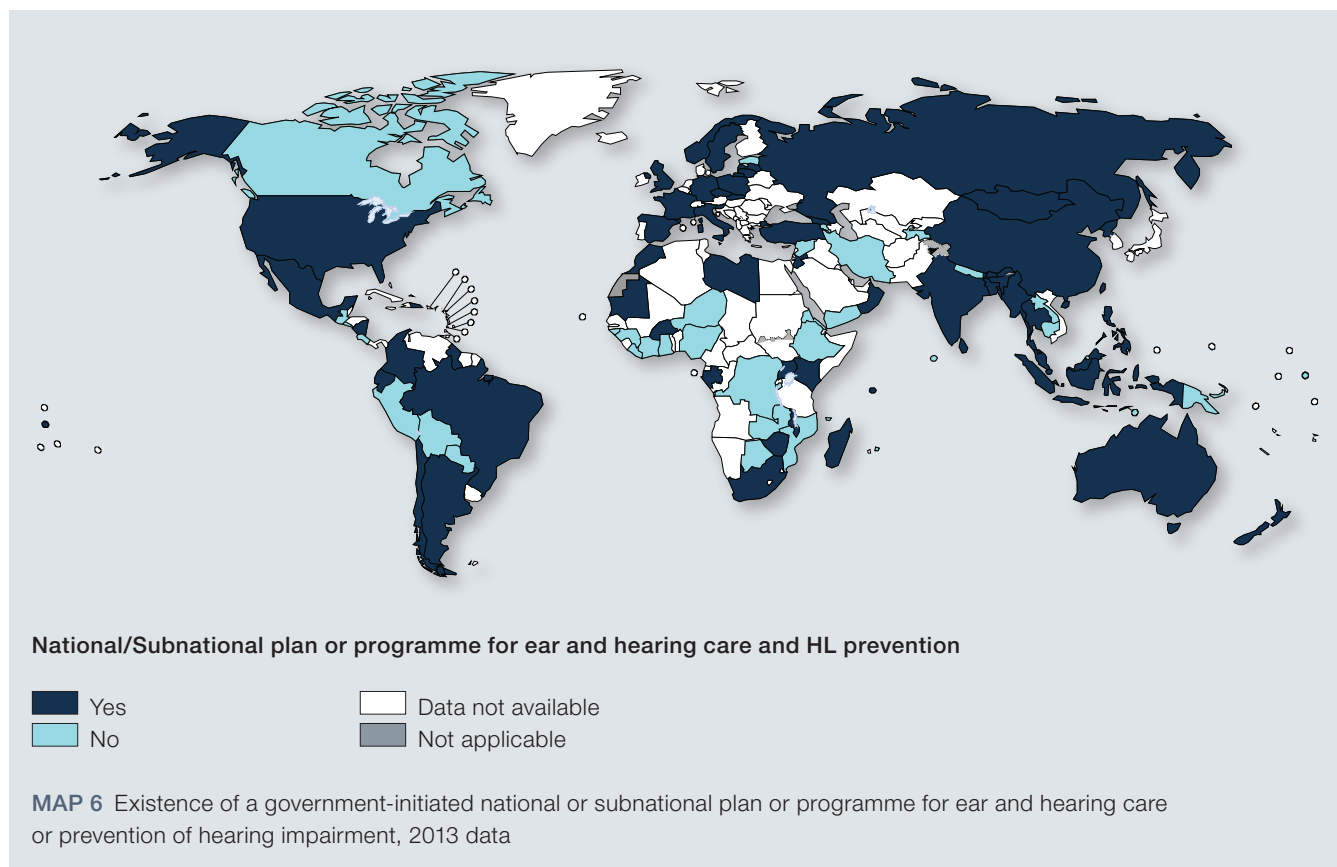 National/Subnational plan or programme for ear and hearing care and HL prevention
Yes
No
Data not available
Not applicable
MAP 6 Existence of a government-initiated national or subnational plan or programme for ear and hearing care
or prevention of hearing impairment, 2013 data